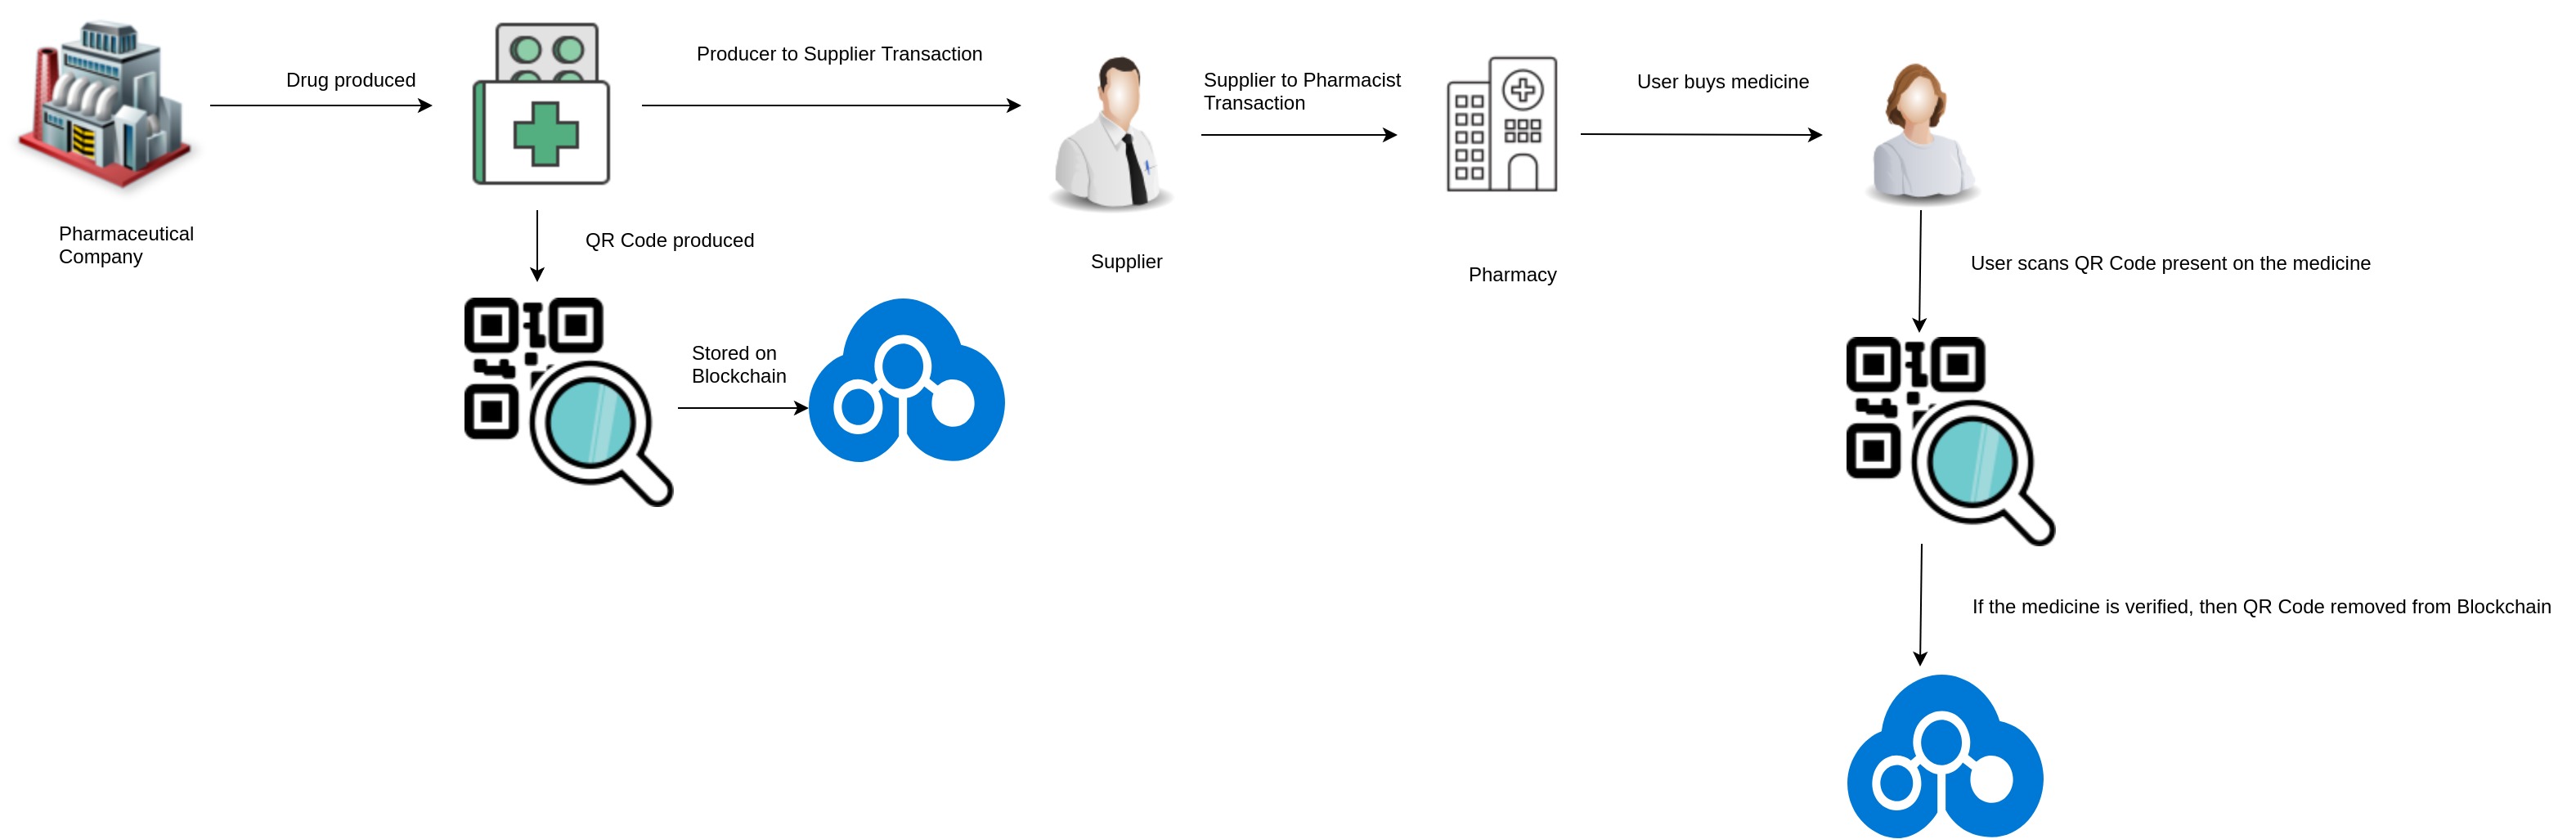 Drug produced
Producer to Supplier Transaction
Supplier to Pharmacist
Transaction
User buys medicine
Pharmaceutical
Company
QR Code produced
Supplier
Pharmacy
User scans QR Code present on the medicine
Stored on
Blockchain
If the medicine is verified, then QR Code removed from Blockchain